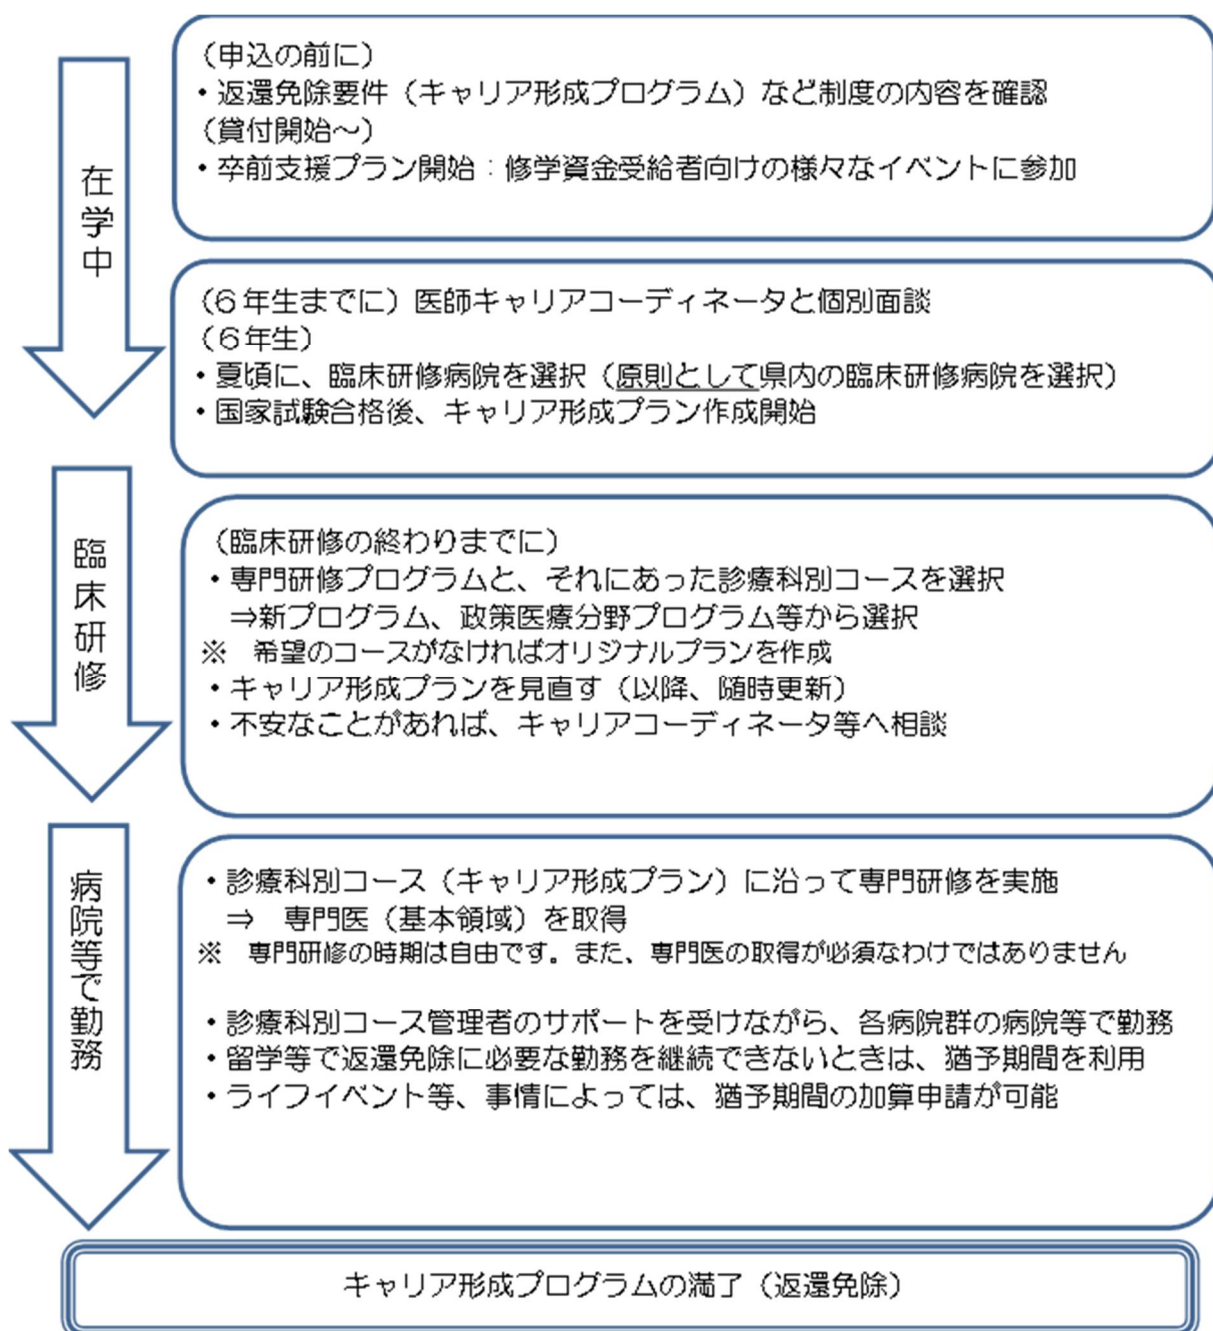 在学中
（申込の前に）
・返還免除要件（キャリア形成プログラム）など制度の内容を確認
（貸付開始～）
・卒前支援プラン開始：修学資金受給者向けの様々なイベントに参加
（６年生までに）医師キャリアコーディネータと個別面談
（６年生）
・夏頃に、臨床研修病院を選択（原則として県内の臨床研修病院を選択）
・国家試験合格後、キャリア形成プラン作成開始
臨床研修
（臨床研修の終わりまでに）
・専門研修プログラムと、それにあった診療科別コースを選択
⇒新プログラム、政策医療分野プログラム等から選択
※　希望のコースがなければオリジナルプランを作成
・キャリア形成プランを見直す（以降、随時更新）
・不安なことがあれば、キャリアコーディネータ等へ相談
病院等で勤務
・診療科別コース（キャリア形成プラン）に沿って専門研修を実施
⇒　専門医（基本領域）を取得
※　専門研修の時期は自由です。また、専門医の取得が必須なわけではありません
・診療科別コース管理者のサポートを受けながら、各病院群の病院等で勤務
・留学等で返還免除に必要な勤務を継続できないときは、猶予期間を利用
・ライフイベント等、事情によっては、猶予期間の加算申請が可能
キャリア形成プログラムの満了（返還免除）